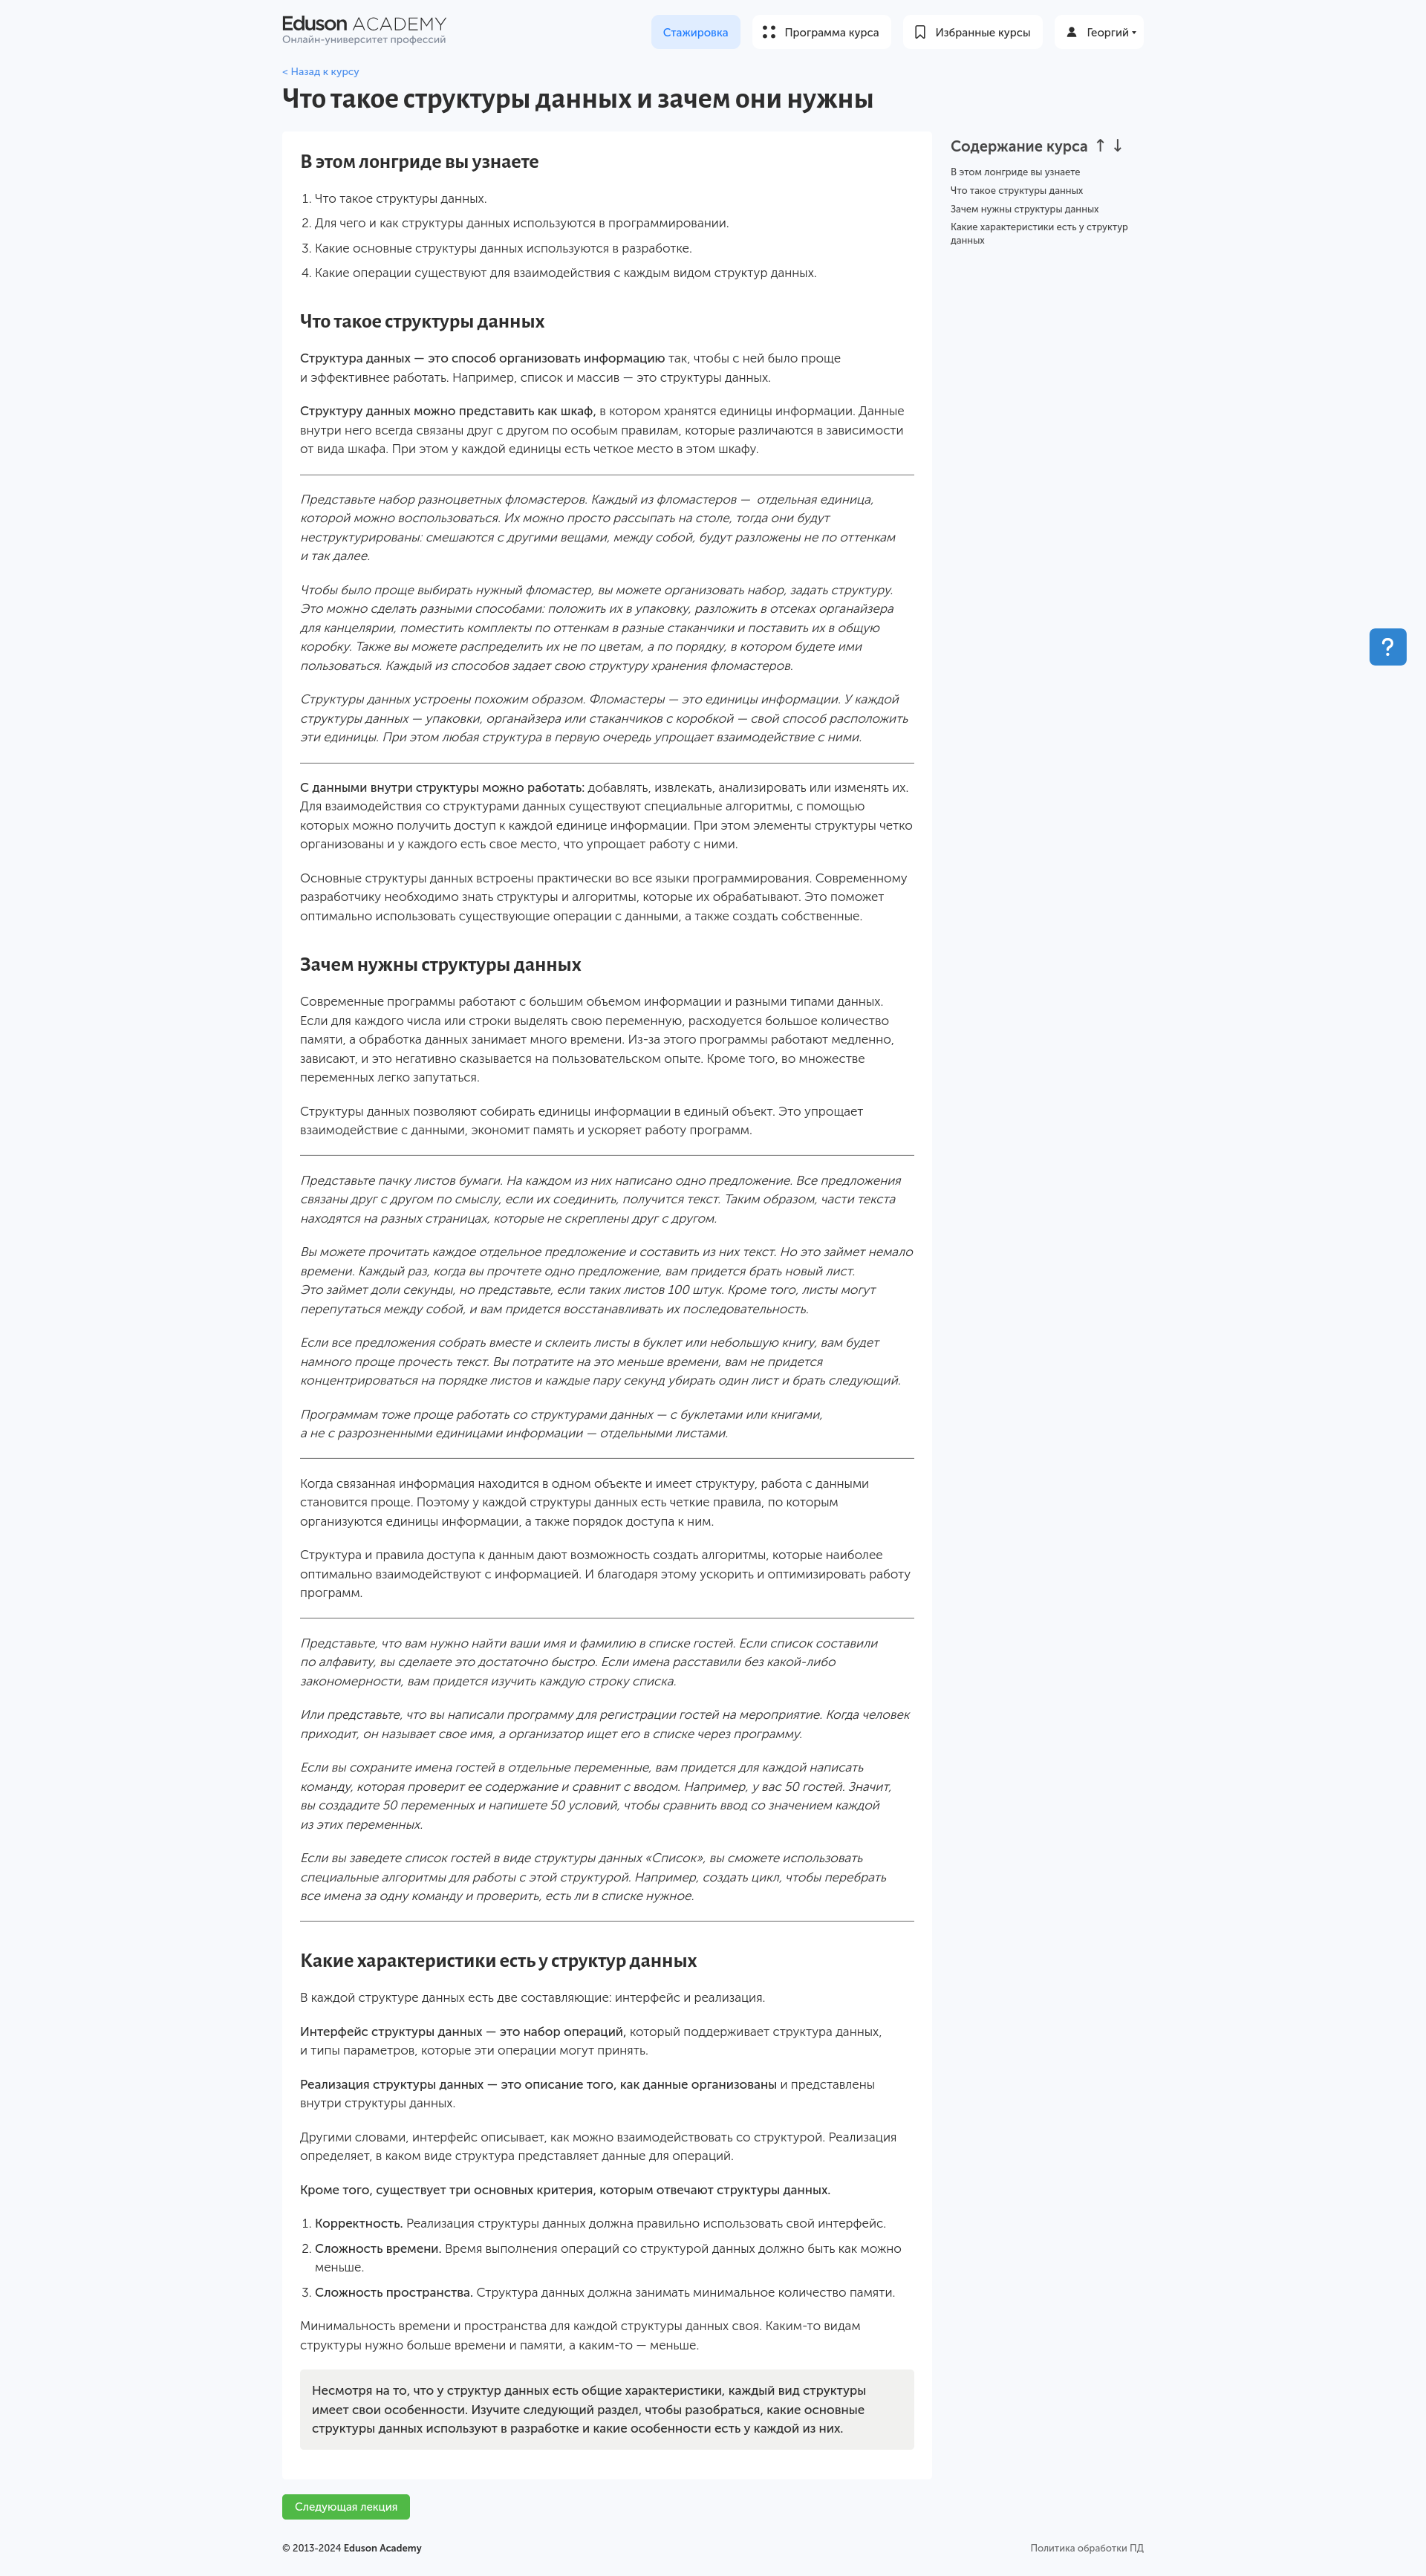 Eduson ACADEMY
Онлайн-университет профессий
Стажировка
Программа курса
Избранные курсы
Георгий
< Назад к курсу
Что такое структуры данных и зачем они нужны
В этом лонгриде вы узнаете
1. Что такое структуры данных.
2. Для чего и как структуры данных используются в программировании.
3. Какие основные структуры данных используются в разработке.
4. Какие операции существуют для взаимодействия с каждым видом структур данных.
Содержание курса ↑ ↓
В этом лонгриде вы узнаете
Что такое структуры данных
Зачем нужны структуры данных
Какие характеристики есть у структур
данных
Что такое структуры данных
Структура данных — это способ организовать информацию так, чтобы с ней было проще
и эффективнее работать. Например, список и массив — это структуры данных.
Структуру данных можно представить как шкаф, в котором хранятся единицы информации. Данные
внутри него всегда связаны друг с другом по особым правилам, которые различаются в зависимости
от вида шкафа. При этом у каждой единицы есть четкое место в этом шкафу.
Представьте набор разноцветных фломастеров. Каждый из фломастеров — отдельная единица,
которой можно воспользоваться. Их можно просто рассыпать на столе, тогда они будут
неструктурированы: смешаются с другими вещами, между собой, будут разложены не по оттенкам
и так далее.
Чтобы было проще выбирать нужный фломастер, вы можете организовать набор, задать структуру.
Это можно сделать разными способами: положить их в упаковку, разложить в отсеках органайзера
для канцелярии, поместить комплекты по оттенкам в разные стаканчики и поставить их в общую
коробку. Также вы можете распределить их не по цветам, а по порядку, в котором будете ими
пользоваться. Каждый из способов задает свою структуру хранения фломастеров.
Структуры данных устроены похожим образом. Фломастеры — это единицы информации. У каждой
структуры данных — упаковки, органайзера или стаканчиков с коробкой — свой способ расположить
эти единицы. При этом любая структура в первую очередь упрощает взаимодействие с ними.
?
С данными внутри структуры можно работать: добавлять, извлекать, анализировать или изменять их.
Для взаимодействия со структурами данных существуют специальные алгоритмы, с помощью
которых можно получить доступ к каждой единице информации. При этом элементы структуры четко
организованы и у каждого есть свое место, что упрощает работу с ними.
Основные структуры данных встроены практически во все языки программирования. Современному
разработчику необходимо знать структуры и алгоритмы, которые их обрабатывают. Это поможет
оптимально использовать существующие операции с данными, а также создать собственные.
Зачем нужны структуры данных
Современные программы работают с большим объемом информации и разными типами данных.
Если для каждого числа или строки выделять свою переменную, расходуется большое количество
памяти, а обработка данных занимает много времени. Из-за этого программы работают медленно,
зависают, и это негативно сказывается на пользовательском опыте. Кроме того, во множестве
переменных легко запутаться.
Структуры данных позволяют собирать единицы информации в единый объект. Это упрощает
взаимодействие с данными, экономит память и ускоряет работу программ.
Представьте пачку листов бумаги. На каждом из них написано одно предложение. Все предложения
связаны друг с другом по смыслу, если их соединить, получится текст. Таким образом, части текста
находятся на разных страницах, которые не скреплены друг с другом.
Вы можете прочитать каждое отдельное предложение и составить из них текст. Но это займет немало
времени. Каждый раз, когда вы прочтете одно предложение, вам придется брать новый лист.
Это займет доли секунды, но представьте, если таких листов 100 штук. Кроме того, листы могут
перепутаться между собой, и вам придется восстанавливать их последовательность.
Если все предложения собрать вместе и склеить листы в буклет или небольшую книгу, вам будет
намного проще прочесть текст. Вы потратите на это меньше времени, вам не придется
концентрироваться на порядке листов и каждые пару секунд убирать один лист и брать следующий.
Программам тоже проще работать со структурами данных — с буклетами или книгами,
а не с разрозненными единицами информации — отдельными листами.
Когда связанная информация находится в одном объекте и имеет структуру, работа с данными
становится проще. Поэтому у каждой структуры данных есть четкие правила, по которым
организуются единицы информации, а также порядок доступа к ним.
Структура и правила доступа к данным дают возможность создать алгоритмы, которые наиболее
оптимально взаимодействуют с информацией. И благодаря этому ускорить и оптимизировать работу
программ.
Представьте, что вам нужно найти ваши имя и фамилию в списке гостей. Если список составили
по алфавиту, вы сделаете это достаточно быстро. Если имена расставили без какой-либо
закономерности, вам придется изучить каждую строку списка.
Или представьте, что вы написали программу для регистрации гостей на мероприятие. Когда человек
приходит, он называет свое имя, а организатор ищет его в списке через программу.
Если вы сохраните имена гостей в отдельные переменные, вам придется для каждой написать
команду, которая проверит ее содержание и сравнит с вводом. Например, у вас 50 гостей. Значит,
вы создадите 50 переменных и напишете 50 условий, чтобы сравнить ввод со значением каждой
из этих переменных.
Если вы заведете список гостей в виде структуры данных «Список», вы сможете использовать
специальные алгоритмы для работы с этой структурой. Например, создать цикл, чтобы перебрать
все имена за одну команду и проверить, есть ли в списке нужное.
Какие характеристики есть у структур данных
В каждой структуре данных есть две составляющие: интерфейс и реализация.
Интерфейс структуры данных — это набор операций, который поддерживает структура данных,
и типы параметров, которые эти операции могут принять.
Реализация структуры данных — это описание того, как данные организованы и представлены
внутри структуры данных.
Другими словами, интерфейс описывает, как можно взаимодействовать со структурой. Реализация
определяет, в каком виде структура представляет данные для операций.
Кроме того, существует три основных критерия, которым отвечают структуры данных.
1. Корректность. Реализация структуры данных должна правильно использовать свой интерфейс.
2. Сложность времени. Время выполнения операций со структурой данных должно быть как можно
меньше.
3. Сложность пространства. Структура данных должна занимать минимальное количество памяти.
Минимальность времени и пространства для каждой структуры данных своя. Каким-то видам
структуры нужно больше времени и памяти, а каким-то — меньше.
Несмотря на то, что у структур данных есть общие характеристики, каждый вид структуры
имеет свои особенности. Изучите следующий раздел, чтобы разобраться, какие основные
структуры данных используют в разработке и какие особенности есть у каждой из них.
Следующая лекция
© 2013-2024 Eduson Academy
Политика обработки ПД